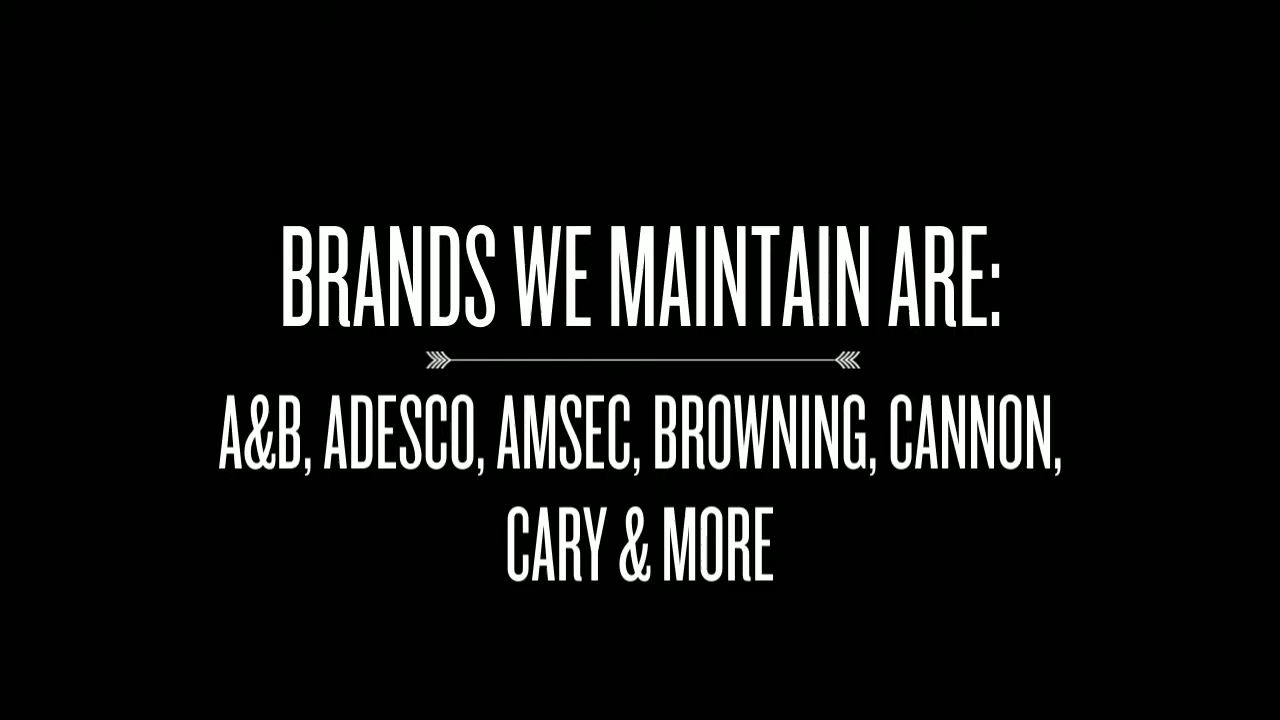 BRANDS WE MAINTAIN ARE:
A&B, ADESCO, AMSEC, BROWNING, CANNON,
CARY & MORE